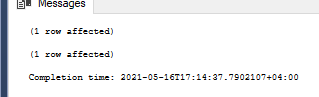 Messages
(1 row affected)
(1 row affected)
Completion time: 2021-05-16T17:14:37.7902107+04:00